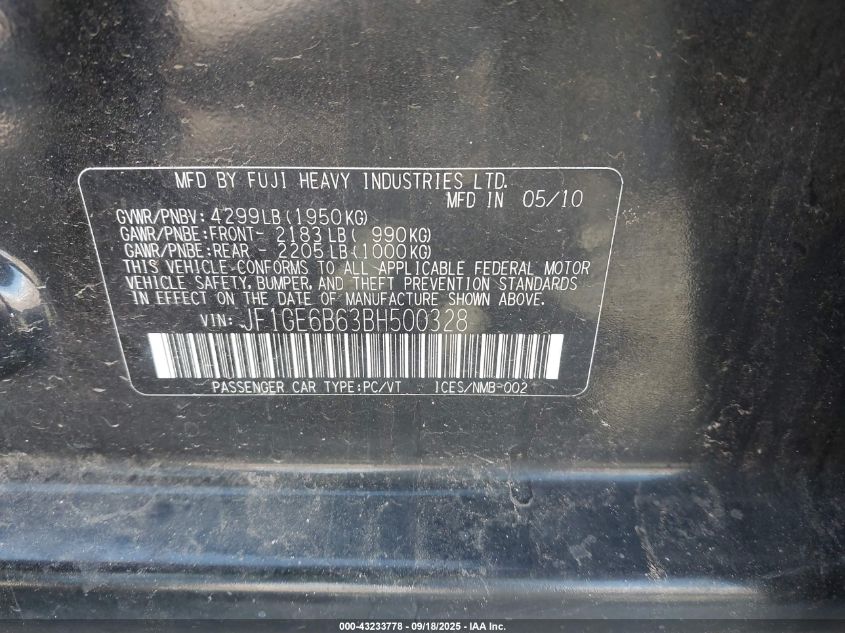 MFD BY FUJI HEAVY INDUSTRIES LTD.
MFD IN 05/10
GVWR/PNBV: 4299LB(1950KG)
GAWR/PNBE:FRONT- 2183LB( 990KG)
GAWR/PNBE:REAR - 2205LB(1000KG)
THIS VEHICLE CONFORMS TO ALL APPLICABLE FEDERAL MOTOR
VEHICLE SAFETY, BUMPER, AND THEFT PREVENTION STANDARDS
IN EFFECT ON THE DATE OF MANUFACTURE SHOWN ABOVE.
VIN: JF1GE6B63BH500328
PASSENGER CAR TYPE:PC/VT ICES/NMB-002
000-43233778 - 09/18/2025 - IAA Inc.